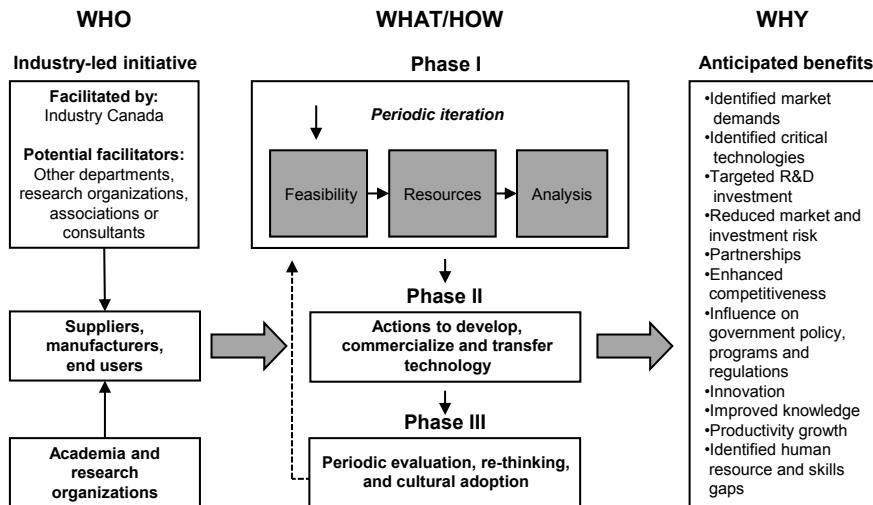 WHO
Industry-led initiative
Facilitated by:
Industry Canada
Potential facilitators:
Other departments,
research organizations,
associations or
consultants
Suppliers,
manufacturers,
end users
Academia and
research
organizations
WHAT/HOW
Phase I
Periodic iteration
Feasibility
Resources
Analysis
Phase II
Actions to develop,
commercialize and transfer
technology
Phase III
Periodic evaluation, re-thinking,
and cultural adoption
WHY
Anticipated benefits
•Identified market
demands
•Identified critical
technologies
•Targeted R&D
investment
•Reduced market and
investment risk
•Partnerships
•Enhanced
competitiveness
•Influence on
government policy,
programs and
regulations
•Innovation
•Improved knowledge
•Productivity growth
•Identified human
resource and skills
gaps